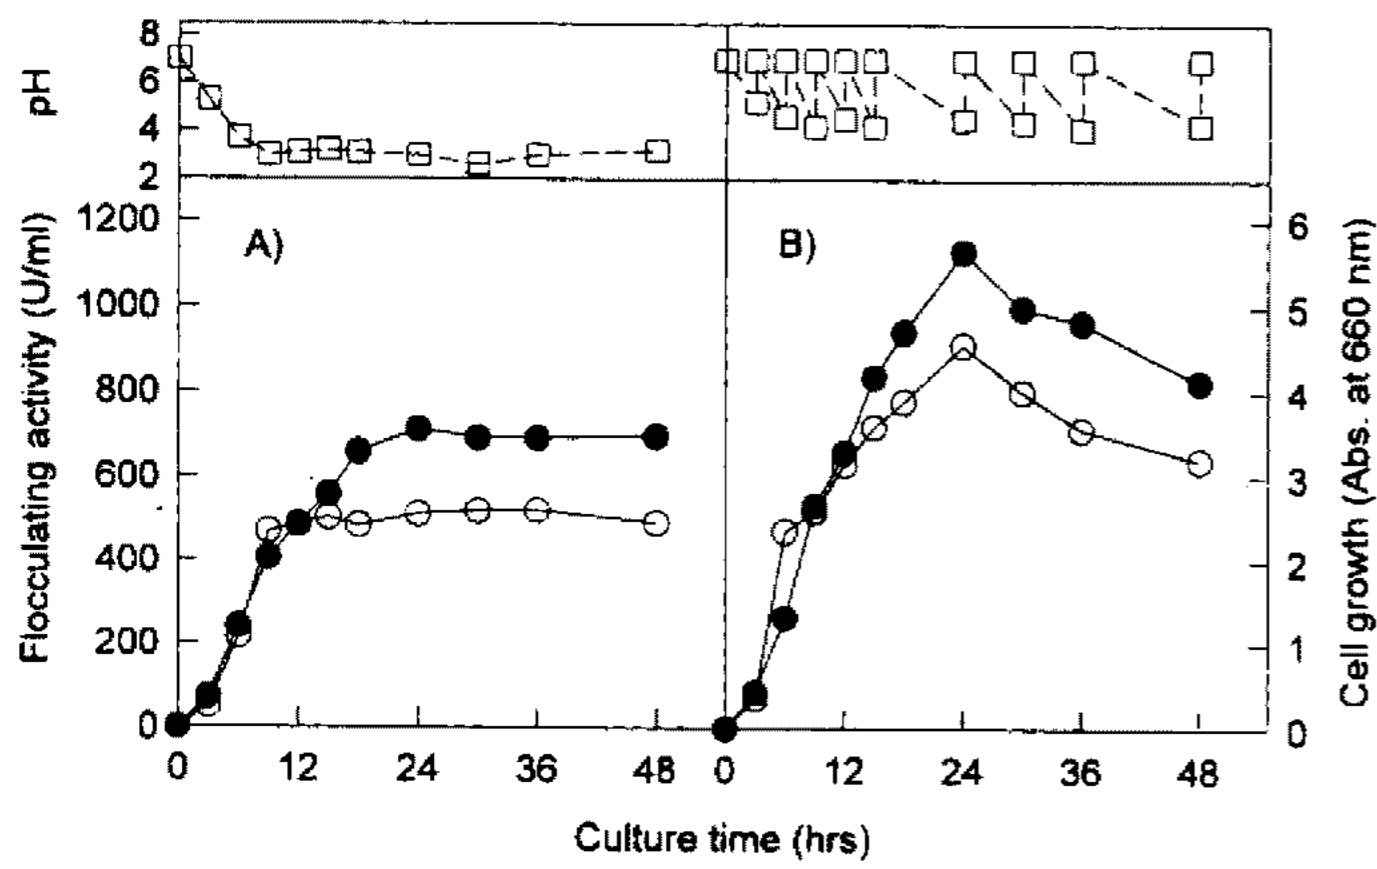 pH
8
6
4
2
A)
B)
Flocculating activity (U/ml)
1200
1000
800
600
400
200
0
6
5
4
3
2
1
0
Cell growth (Abs. at 660 nm)
0 12 24 36 48 0 12 24 36 48
Culture time (hrs)